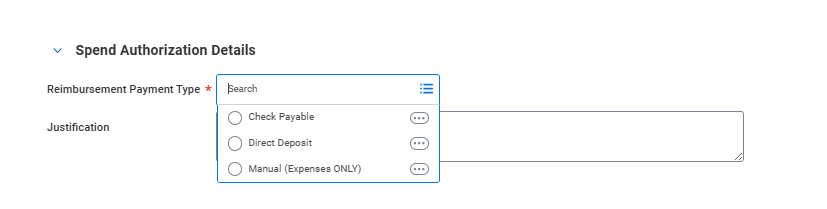 Spend Authorization Details
Reimbursement Payment Type *
Search
Check Payable
Justification
Direct Deposit
Manual (Expenses ONLY)